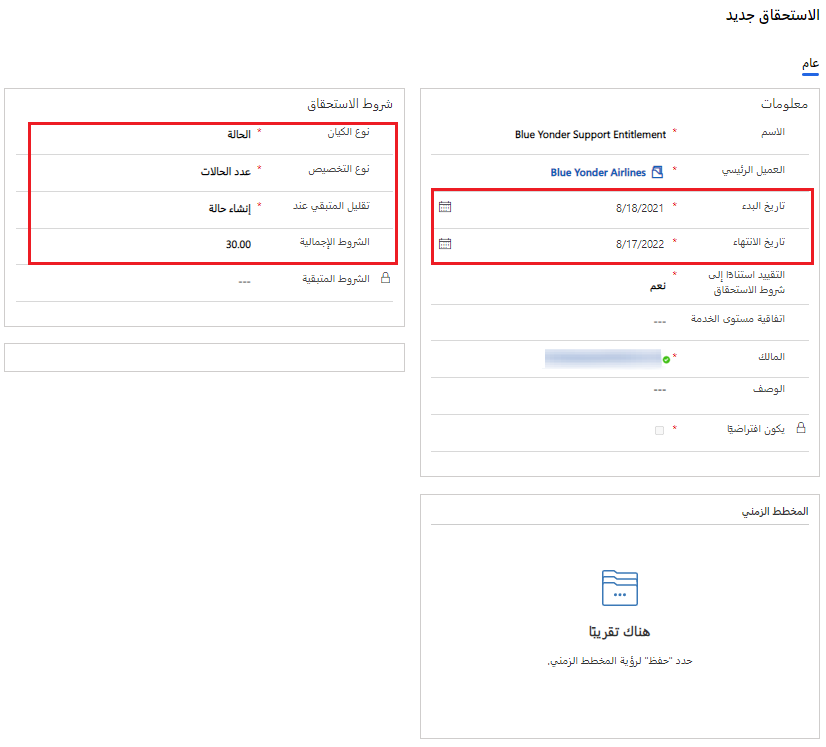 الاستحقاق جديد
عام
معلومات
الاسم * Blue Yonder Support Entitlement
العميل الرئيسي * Blue Yonder Airlines
تاريخ البدء * 8/18/2021
تاريخ الانتهاء * 8/17/2022
التقييد استنادًا إلى
شروط الاستحقاق * نعم
اتفاقية مستوى الخدمة ---
المالك *
الوصف ---
يكون افتراضيًا *
المخطط الزمني
هناك تقريبًا
حدد "حفظ" لرؤية المخطط الزمني.
شروط الاستحقاق
نوع الكيان * الحالة
نوع التخصيص * عدد الحالات
تقليل المتبقي عند * إنشاء حالة
الشروط الإجمالية 30.00
الشروط المتبقية ---